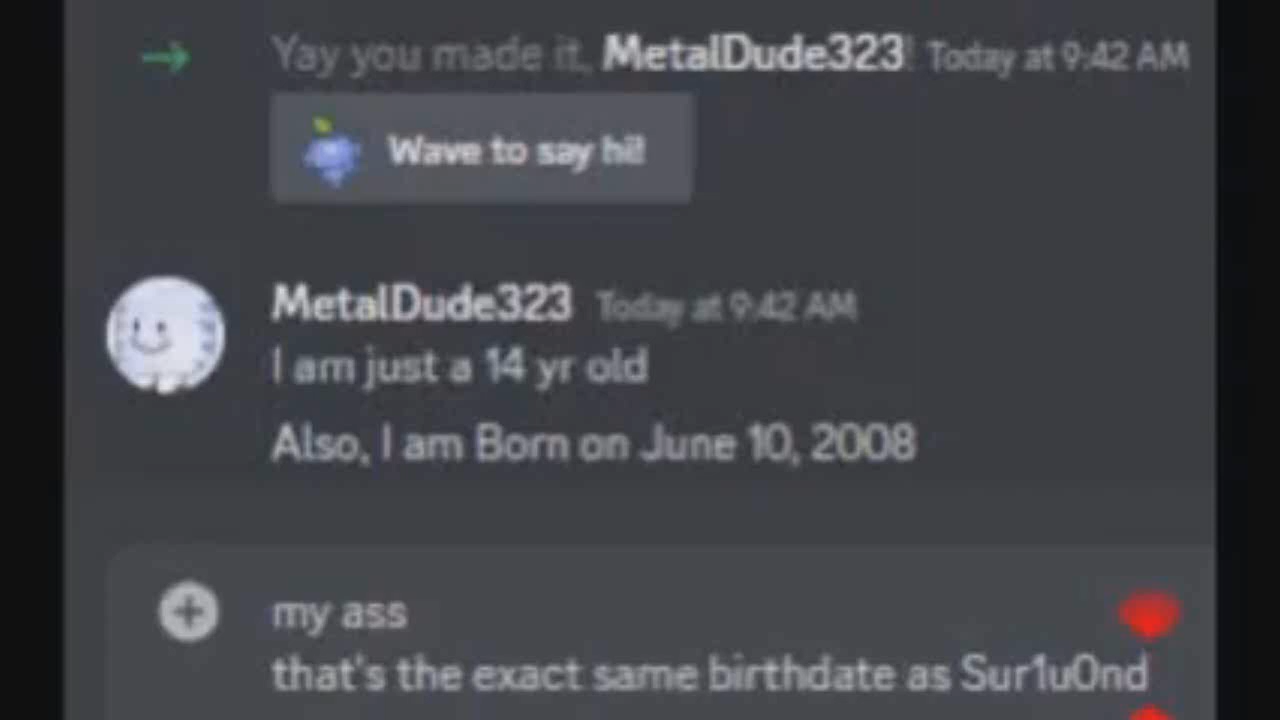 Yay you made it, MetalDude323! Today at 9:42 AM
Wave to say hi!
MetalDude323 Today at 9:42 AM
I am just a 14 yr old
Also, I am Born on June 10, 2008
my ass
that's the exact same birthdate as Sur1u0nd